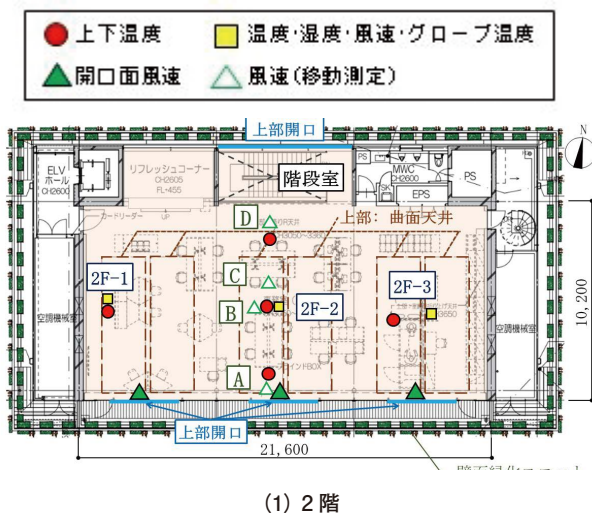 上下温度
温度・湿度・風速・グローブ温度
開口面風速
風速(移動測定)
上部開口
N
ELV
ホール
CH2600
リフレッシュコーナー
CH2605
FL-455
階段室
PS
MWC
CH2600
SK
EPS
PS
カードリーダー
UP
D
上部: 曲面天井
2F-1
C
2F-3
B
2F-2
空調機械室
空調機械室
10,200
A
上部開口
21,600
(1) 2階